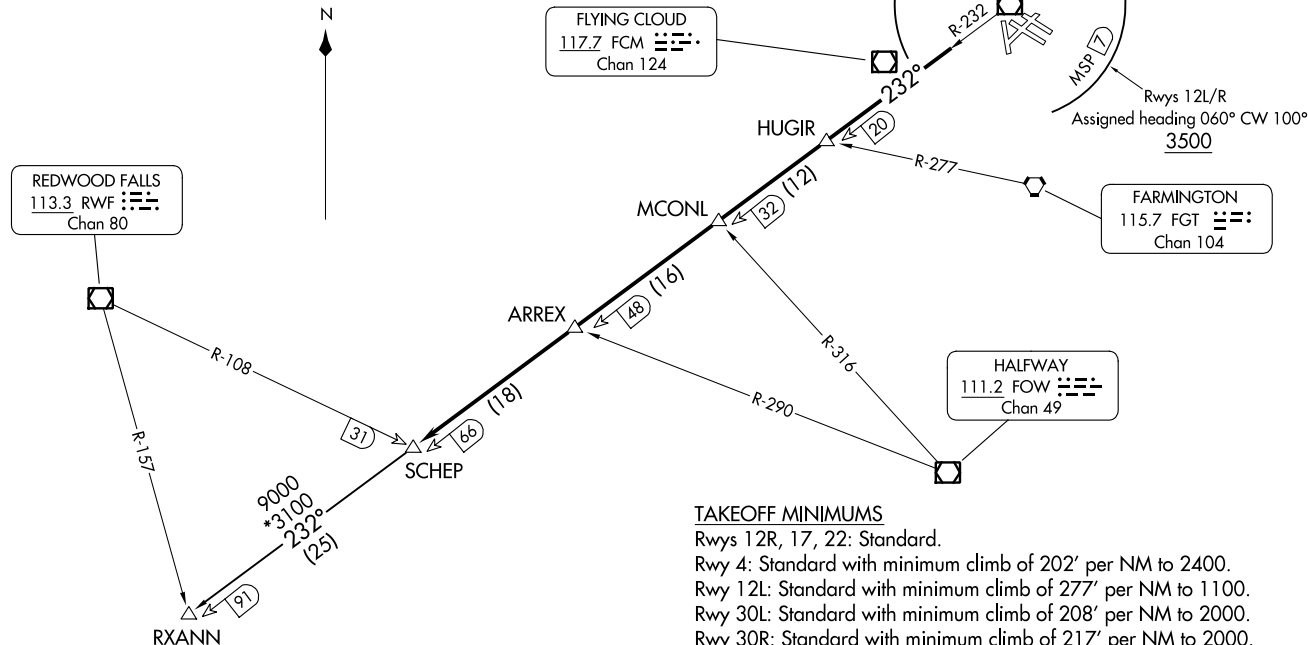 N
FLYING CLOUD
117.7 FCM
Chan 124
R-232
MSP 7
Rwys 12L/R
Assigned heading 060° CW 100°
3500
232°
HUGIR
20
R-277
REDWOOD FALLS
113.3 RWF
Chan 80
FARMINGTON
115.7 FGT
Chan 104
(12)
MCONL
32
(16)
ARREX
48
R-316
R-108
HALFWAY
111.2 FOW
Chan 49
R-290
(18)
31
66
R-157
SCHEP
9000
*3100
232°
(25)
91
RXANN
TAKEOFF MINIMUMS
Rwys 12R, 17, 22: Standard.
Rwy 4: Standard with minimum climb of 202' per NM to 2400.
Rwy 12L: Standard with minimum climb of 277' per NM to 1100.
Rwy 30L: Standard with minimum climb of 208' per NM to 2000.
Rwy 30R: Standard with minimum climb of 217' per NM to 2000.